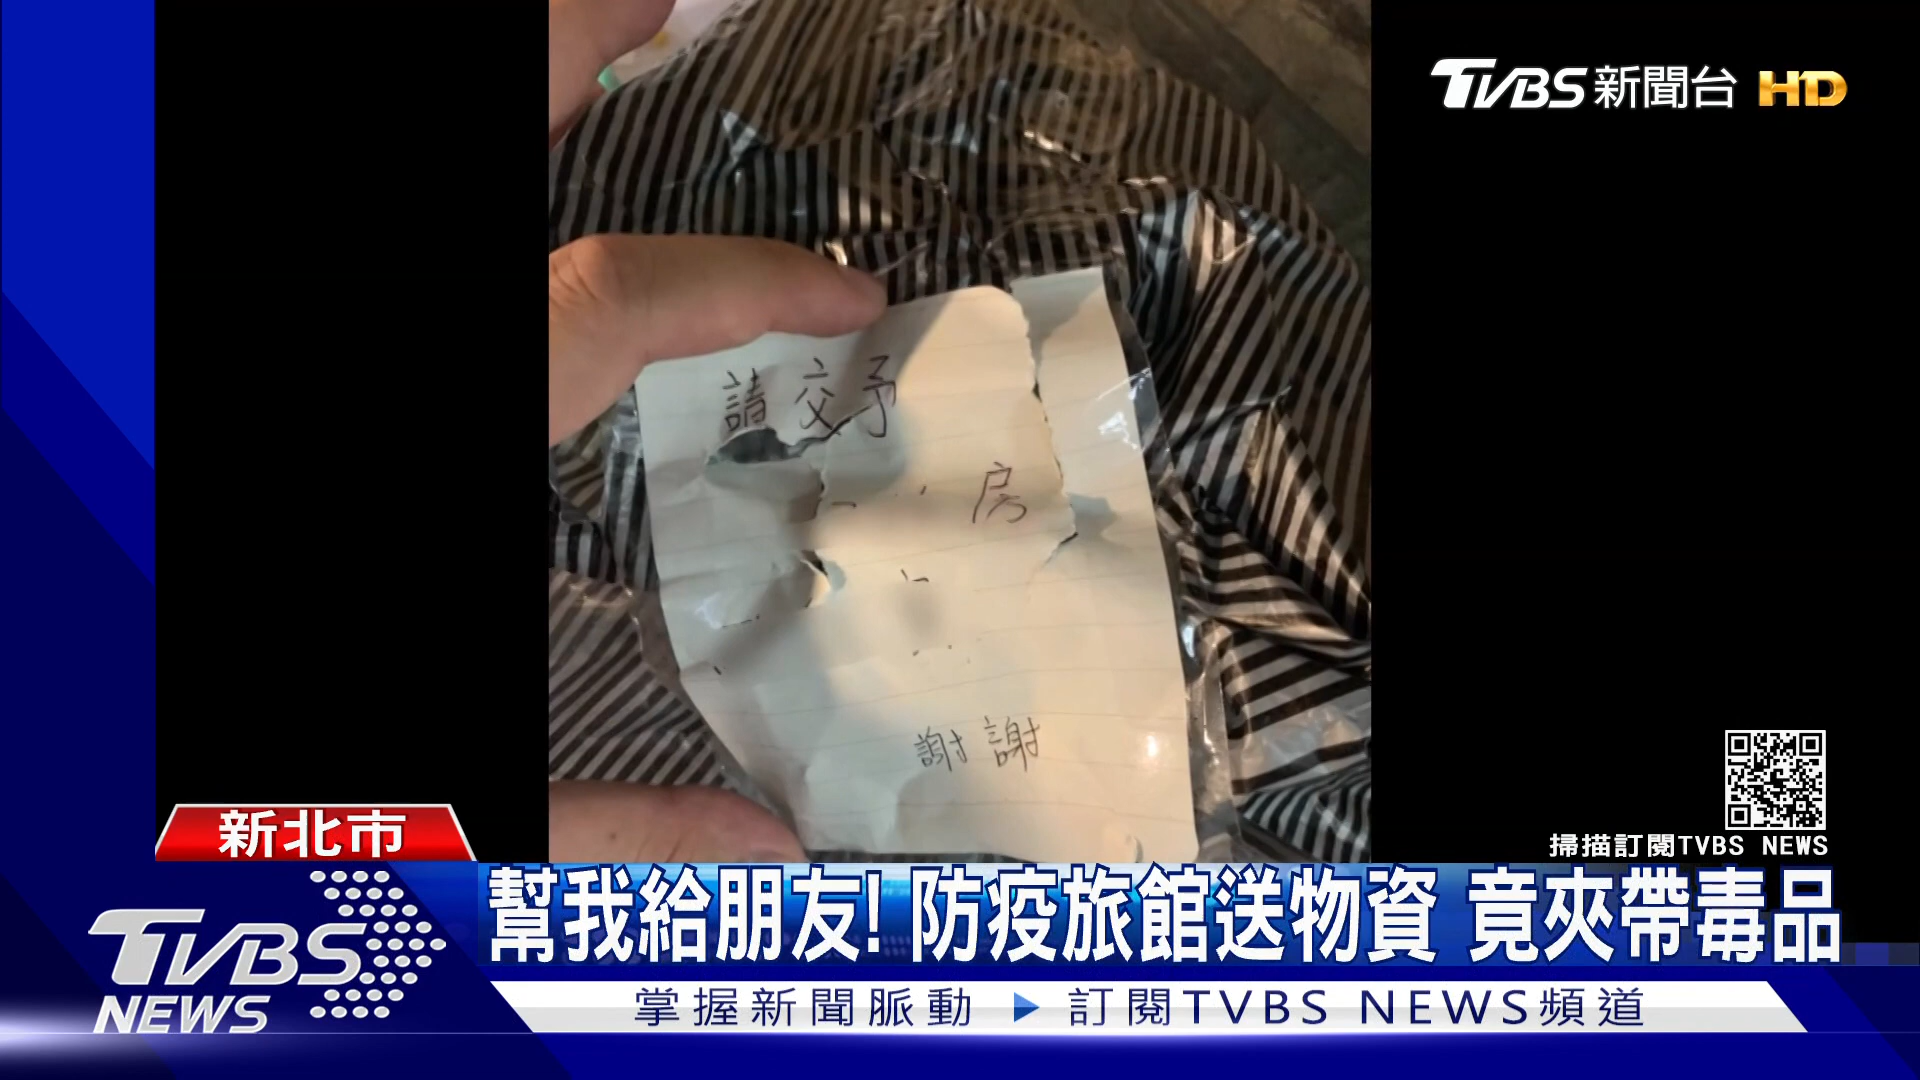 TVBS新聞台 HD
請交予
房
謝謝
掃描訂閱TVBS NEWS
新北市
幫我給朋友! 防疫旅館送物資 竟夾帶毒品
TVBS
NEWS
掌握新聞脈動 ▶ 訂閱TVBS NEWS頻道